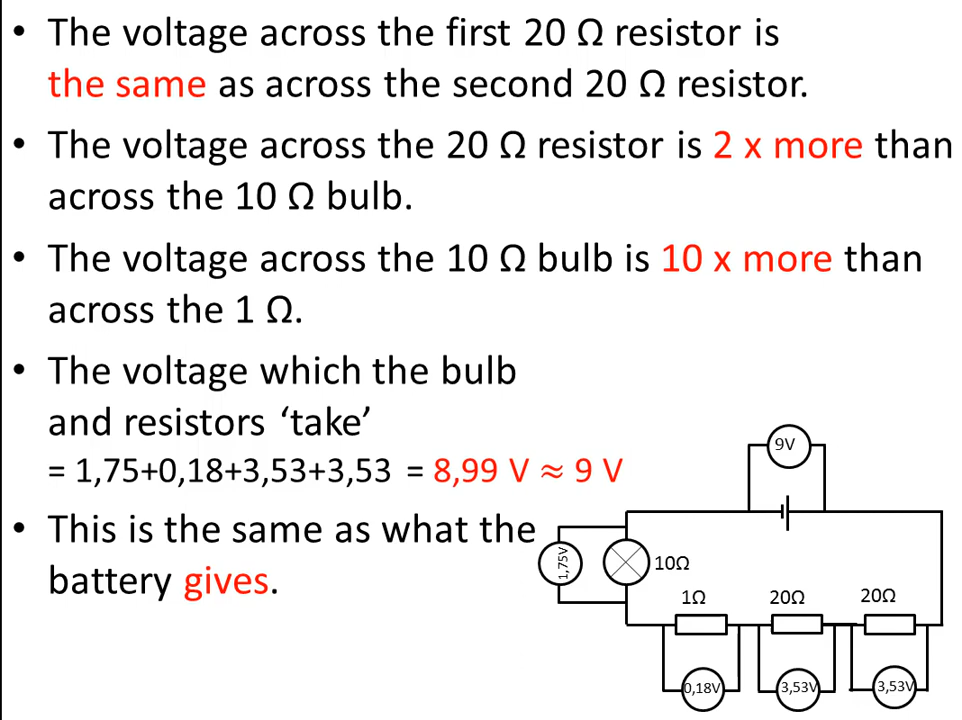 • The voltage across the first 20 Ω resistor is
the same as across the second 20 Ω resistor.
• The voltage across the 20 Ω resistor is 2 x more than
across the 10 Ω bulb.
• The voltage across the 10 Ω bulb is 10 x more than
across the 1 Ω.
• The voltage which the bulb
and resistors ‘take’
= 1,75+0,18+3,53+3,53 = 8,99 V ≈ 9 V
• This is the same as what the
battery gives.
9V
1,75V
10Ω
1Ω
20Ω
20Ω
0,18V
3,53V
3,53V